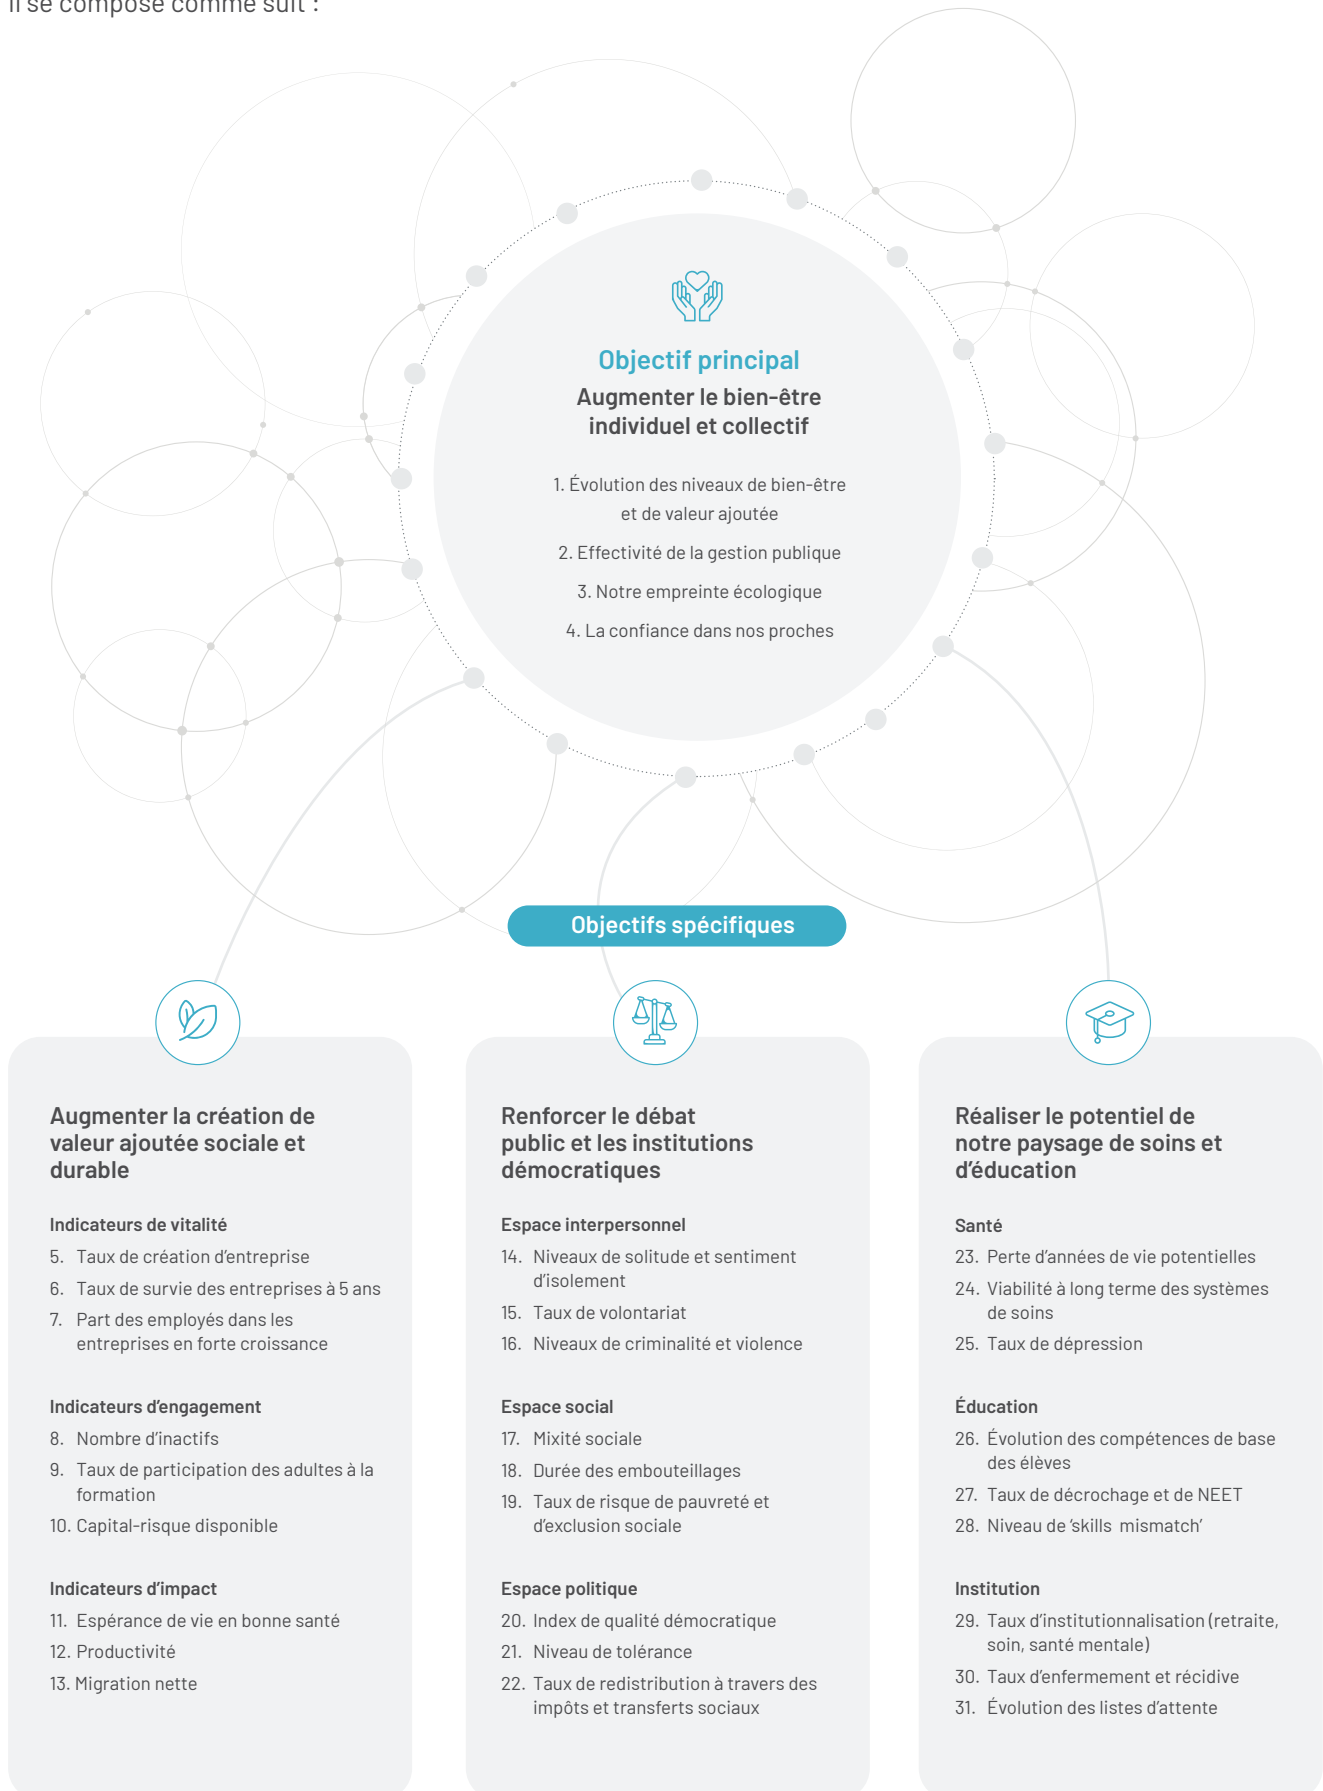 Il se compose comme suit :
Objectif principal
Augmenter le bien-être
individuel et collectif
1. Évolution des niveaux de bien-être
et de valeur ajoutée
2. Effectivité de la gestion publique
3. Notre empreinte écologique
4. La confiance dans nos proches
Objectifs spécifiques
Augmenter la création de
valeur ajoutée sociale et
durable
Indicateurs de vitalité
5. Taux de création d'entreprise
6. Taux de survie des entreprises à 5 ans
7. Part des employés dans les
entreprises en forte croissance
Indicateurs d'engagement
8. Nombre d'inactifs
9. Taux de participation des adultes à la
formation
10. Capital-risque disponible
Indicateurs d'impact
11. Espérance de vie en bonne santé
12. Productivité
13. Migration nette
Renforcer le débat
public et les institutions
démocratiques
Espace interpersonnel
14. Niveaux de solitude et sentiment
d'isolement
15. Taux de volontariat
16. Niveaux de criminalité et violence
Espace social
17. Mixité sociale
18. Durée des embouteillages
19. Taux de risque de pauvreté et
d'exclusion sociale
Espace politique
20. Index de qualité démocratique
21. Niveau de tolérance
22. Taux de redistribution à travers des
impôts et transferts sociaux
Réaliser le potentiel de
notre paysage de soins et
d'éducation
Santé
23. Perte d'années de vie potentielles
24. Viabilité à long terme des systèmes
de soins
25. Taux de dépression
Éducation
26. Évolution des compétences de base
des élèves
27. Taux de décrochage et de NEET
28. Niveau de 'skills mismatch'
Institution
29. Taux d'institutionnalisation (retraite,
soin, santé mentale)
30. Taux d'enfermement et récidive
31. Évolution des listes d'attente